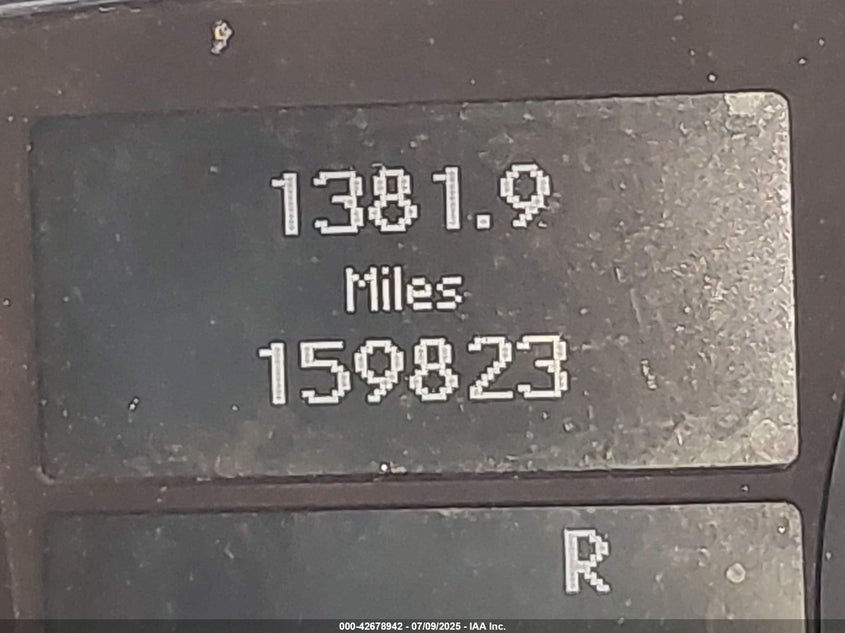 1381.9
Miles
159823
R
000-42678942 - 07/09/2025 - IAA Inc.